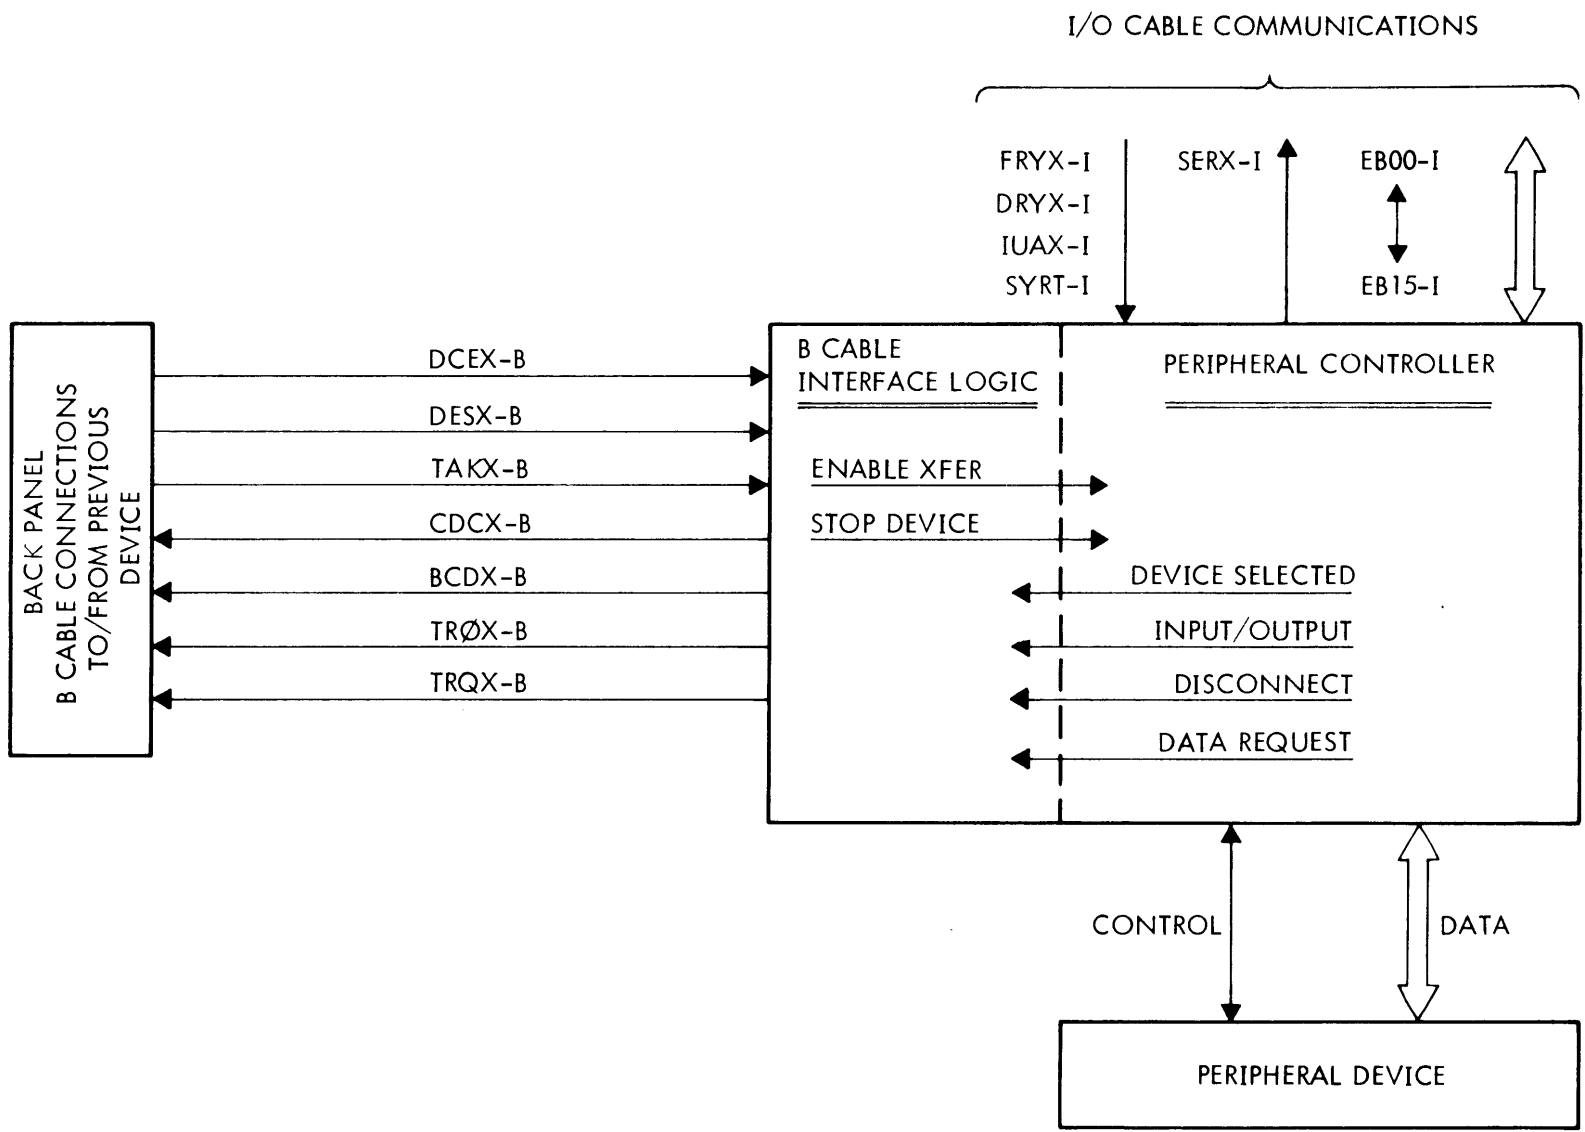 I/O CABLE COMMUNICATIONS
FRYX-I
DRYX-I
IUAX-I
SYRT-I
SERX-I
EB00-I
EB15-I
BACK PANEL
B CABLE CONNECTIONS
TO/FROM PREVIOUS
DEVICE
DCEX-B
DESX-B
TAKX-B
CDCX-B
BCDX-B
TRØX-B
TRQX-B
B CABLE
INTERFACE LOGIC
ENABLE XFER
STOP DEVICE
PERIPHERAL CONTROLLER
DEVICE SELECTED
INPUT/OUTPUT
DISCONNECT
DATA REQUEST
CONTROL
DATA
PERIPHERAL DEVICE